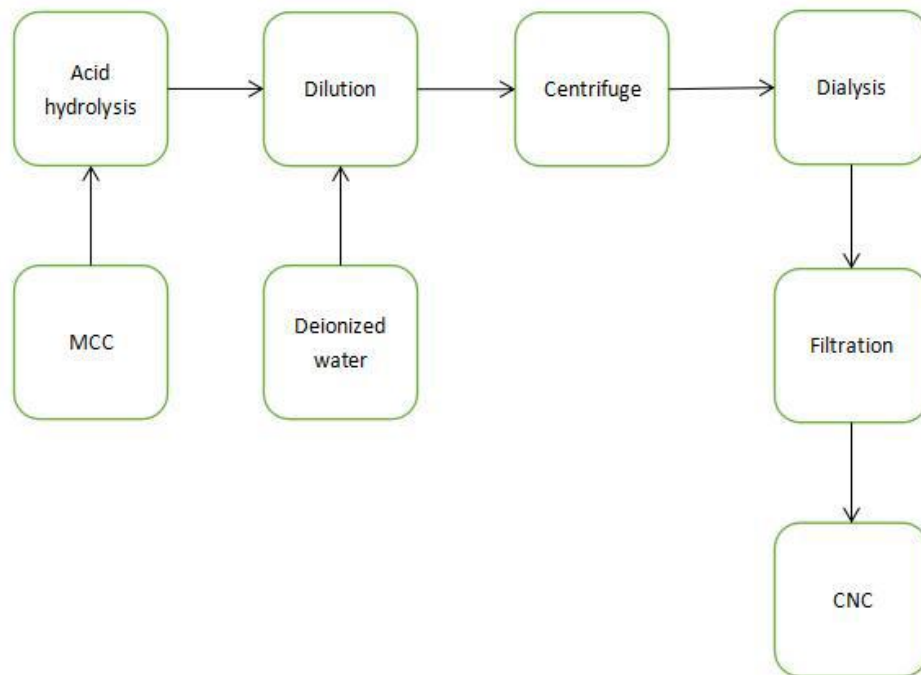 Acid
hydrolysis
Dilution
Centrifuge
Dialysis
MCC
Deionized
water
Filtration
CNC